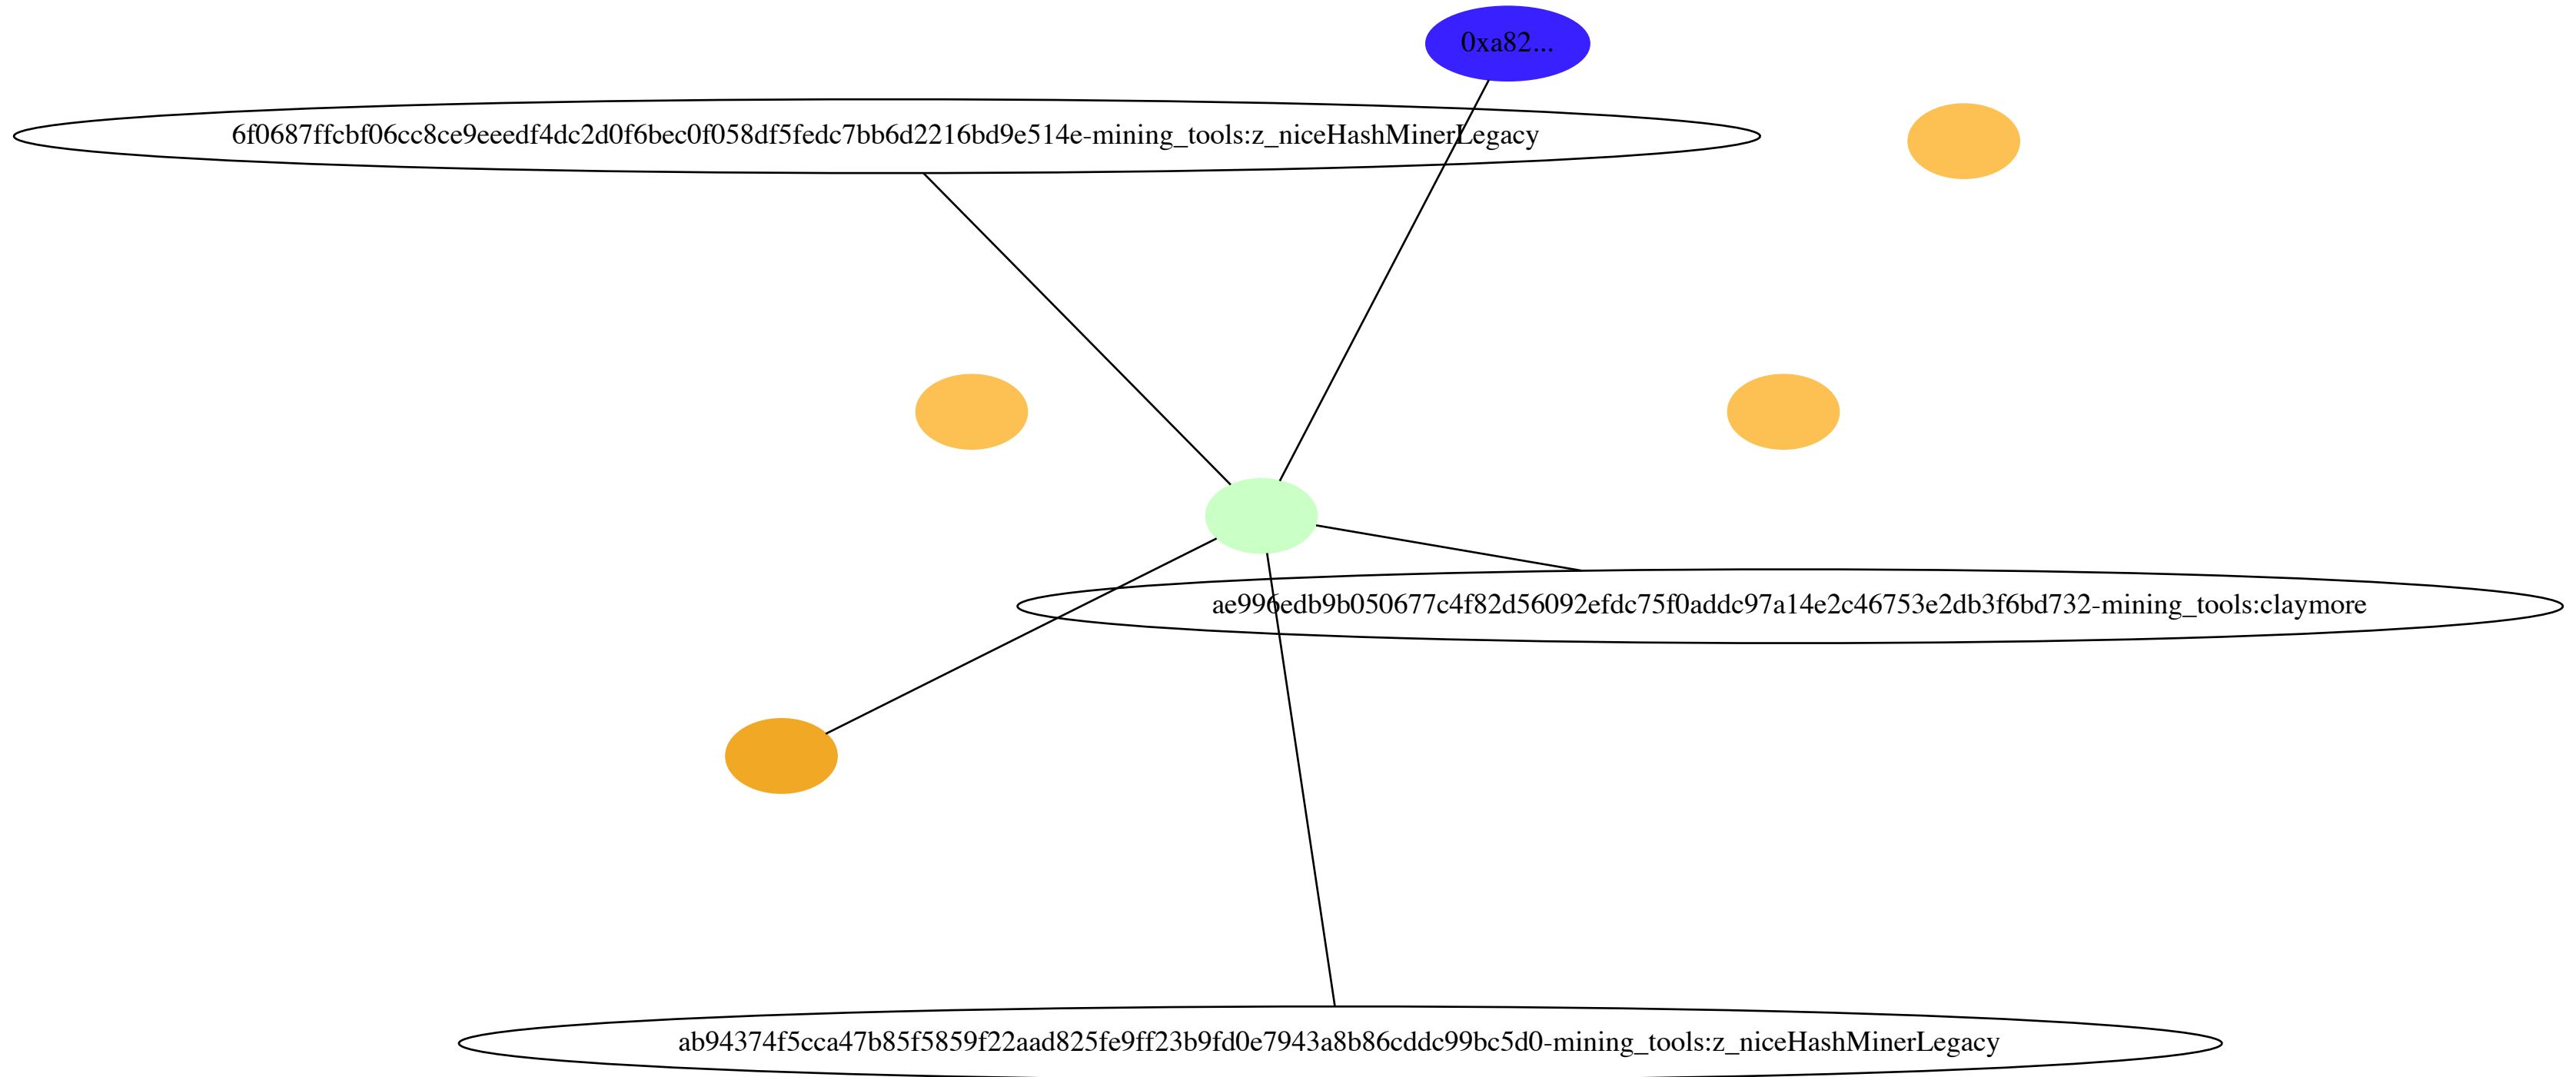 0xa82...
6f0687ffcbf06cc8ce9eeedf4dc2d0f6bec0f058df5fedc7bb6d2216bd9e514e-mining_tools:z_niceHashMinerLegacy
ae996edb9b050677c4f82d56092efdc75f0addc97a14e2c46753e2db3f6bd732-mining_tools:claymore
ab94374f5cca47b85f5859f22aad825fe9ff23b9fd0e7943a8b86cddc99bc5d0-mining_tools:z_niceHashMinerLegacy